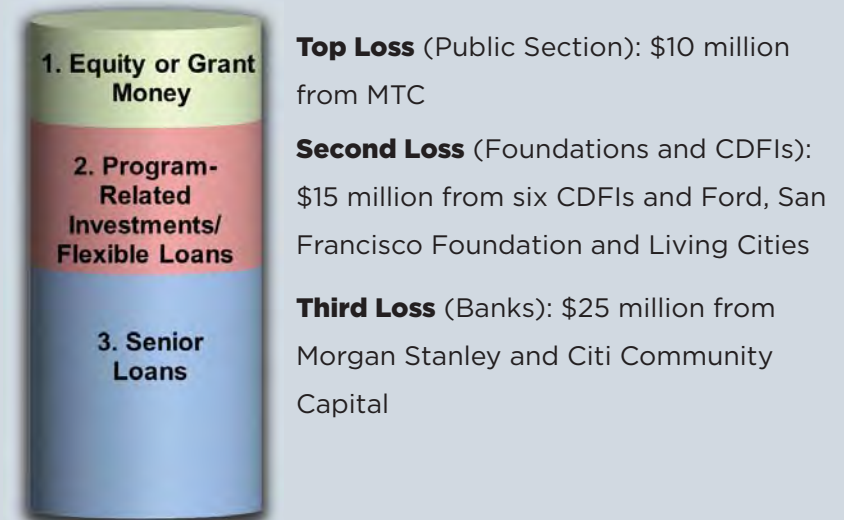 1. Equity or Grant
Money
2. Program-
Related
Investments/
Flexible Loans
3. Senior
Loans
Top Loss (Public Section): $10 million
from MTC
Second Loss (Foundations and CDFIs):
$15 million from six CDFIs and Ford, San
Francisco Foundation and Living Cities
Third Loss (Banks): $25 million from
Morgan Stanley and Citi Community
Capital